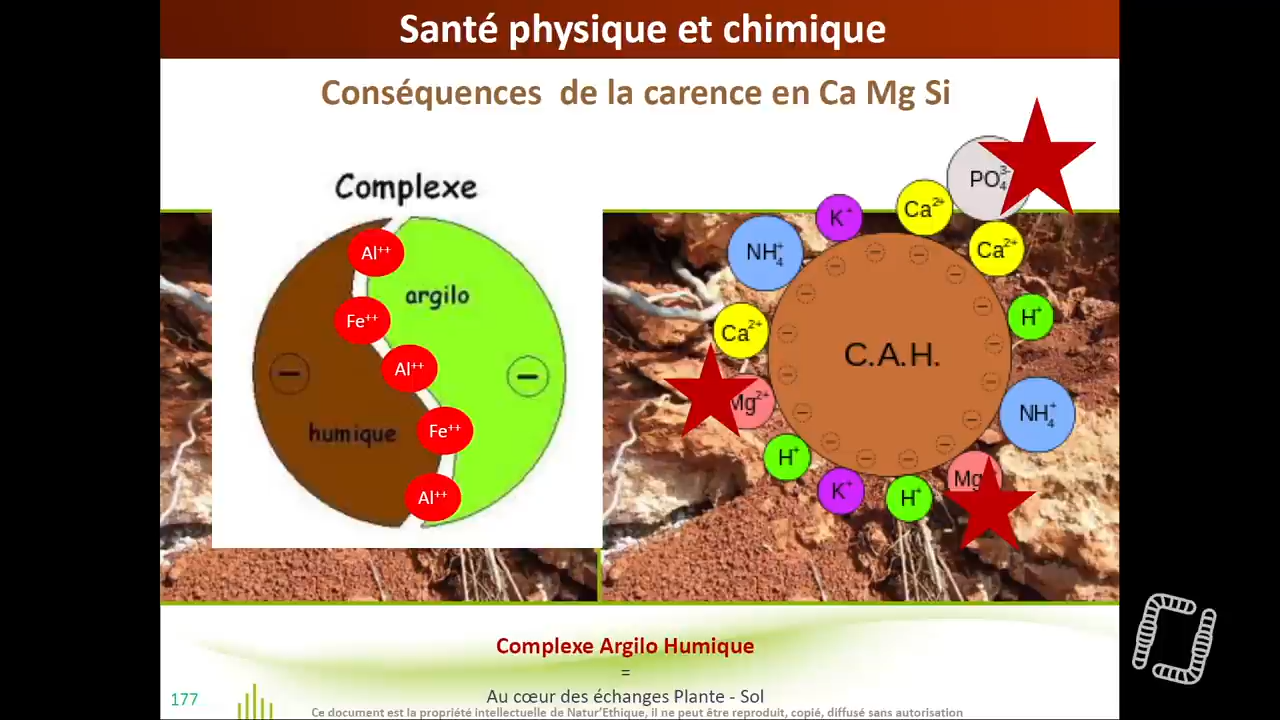 Santé physique et chimique
Conséquences de la carence en Ca Mg Si
Complexe
argilo
humique
Al⁺⁺
Fe⁺⁺
Al⁺⁺
Fe⁺⁺
Al⁺⁺
−
−
PO₄³⁻
Ca²⁺
K⁺
NH₄⁺
Ca²⁺
H⁺
Ca²⁺
C.A.H.
Mg²⁺
NH₄⁺
H⁺
Mg
K⁺
H⁺
Complexe Argilo Humique
=
Au cœur des échanges Plante - Sol
177
Ce document est la propriété intellectuelle de Natur'Ethique, il ne peut être reproduit, copié, diffusé sans autorisation